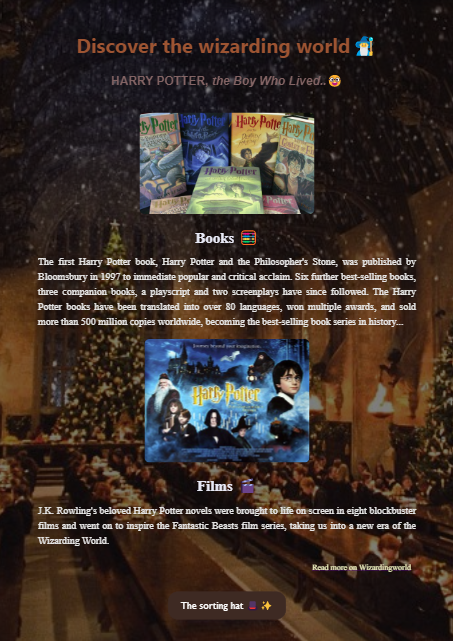 Discover the wizarding world
HARRY POTTER, the Boy Who Lived..
Harry Potter
Books
The first Harry Potter book, Harry Potter and the Philosopher's Stone, was published by
Bloomsbury in 1997 to immediate popular and critical acclaim. Six further best-selling books,
three companion books, a playscript and two screenplays have since followed. The Harry
Potter books have been translated into over 80 languages, won multiple awards, and sold
more than 500 million copies worldwide, becoming the best-selling book series in history...
Harry Potter
Films
J.K. Rowling's beloved Harry Potter novels were brought to life on screen in eight blockbuster
films and went on to inspire the Fantastic Beasts film series, taking us into a new era of the
Wizarding World.
Read more on Wizardingworld
The sorting hat